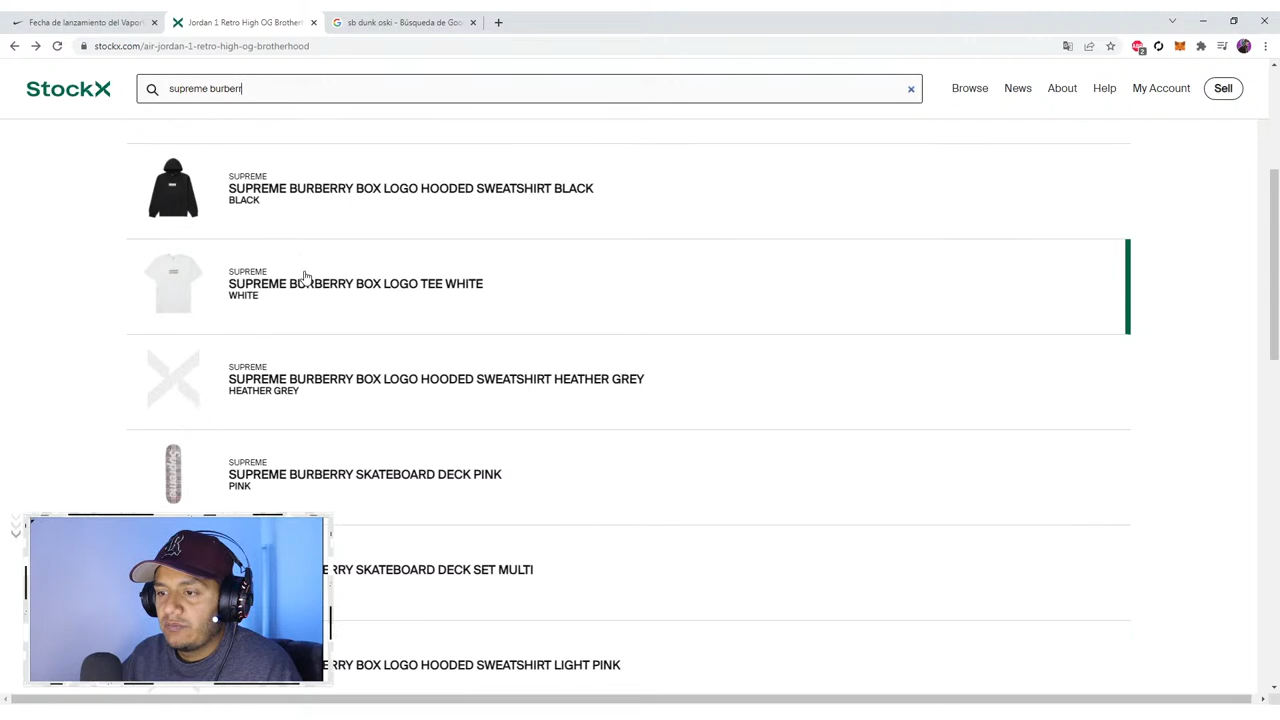 Fecha de lanzamiento del Vapor
Jordan 1 Retro High OG Brotherh
sb dunk oski - Búsqueda de Goo
stockx.com/air-jordan-1-retro-high-og-brotherhood
2
StockX
supreme burberr
Browse
News
About
Help
My Account
Sell
SUPREME
SUPREME BURBERRY BOX LOGO HOODED SWEATSHIRT BLACK
BLACK
SUPREME
SUPREME BURBERRY BOX LOGO TEE WHITE
WHITE
SUPREME
SUPREME BURBERRY BOX LOGO HOODED SWEATSHIRT HEATHER GREY
HEATHER GREY
SUPREME
SUPREME BURBERRY SKATEBOARD DECK PINK
PINK
RRY SKATEBOARD DECK SET MULTI
RRY BOX LOGO HOODED SWEATSHIRT LIGHT PINK